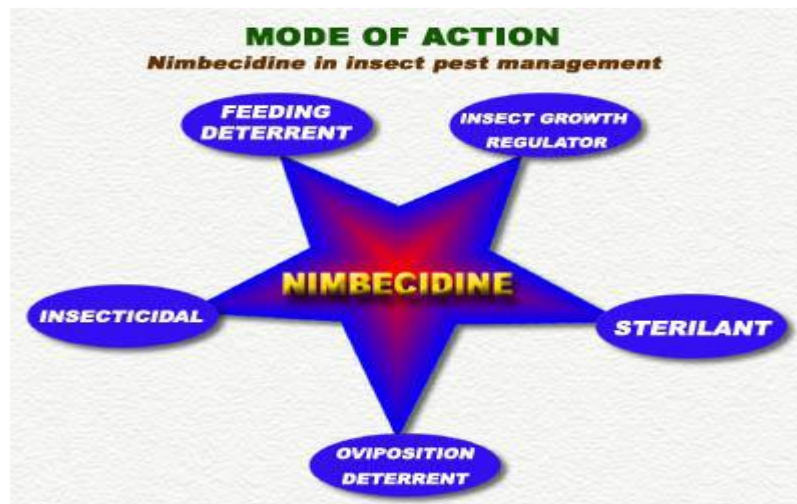 MODE OF ACTION
Nimbecidine in insect pest management
FEEDING
DETERRENT
INSECT GROWTH
REGULATOR
NIMBECIDINE
INSECTICIDAL
STERILANT
OVIPOSITION
DETERRENT